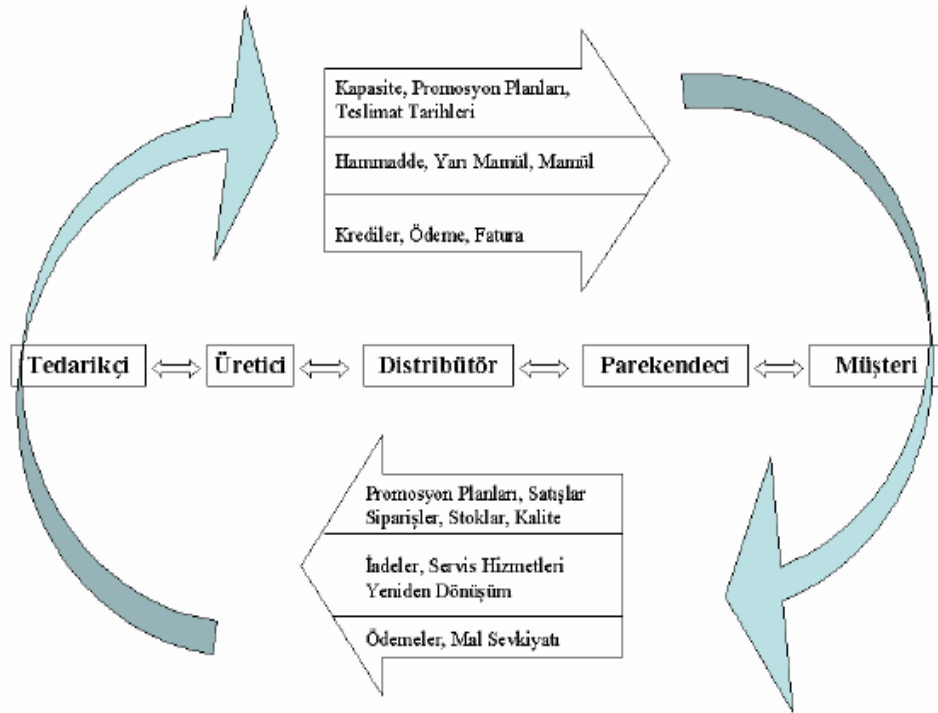 Kapasite, Promosyon Planları,
Teslimat Tarihleri
Hammadde, Yarı Mamül, Mamül
Krediler, Ödeme, Fatura
Tedarikçi
Üretici
Distribütör
Parekendeci
Müşteri
Promosyon Planları, Satışlar
Siparişler, Stoklar, Kalite
İadeler, Servis Hizmetleri
Yeniden Dönüşüm
Ödemeler, Mal Sevkiyatı